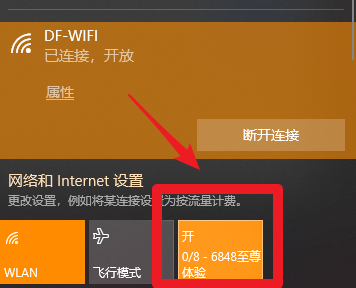 DF-WIFI
已连接，开放
属性
断开连接
网络和 Internet 设置
更改设置，例如将某连接设置为按流量计费。
开
0/8 - 6848至尊
WLAN
飞行模式
体验